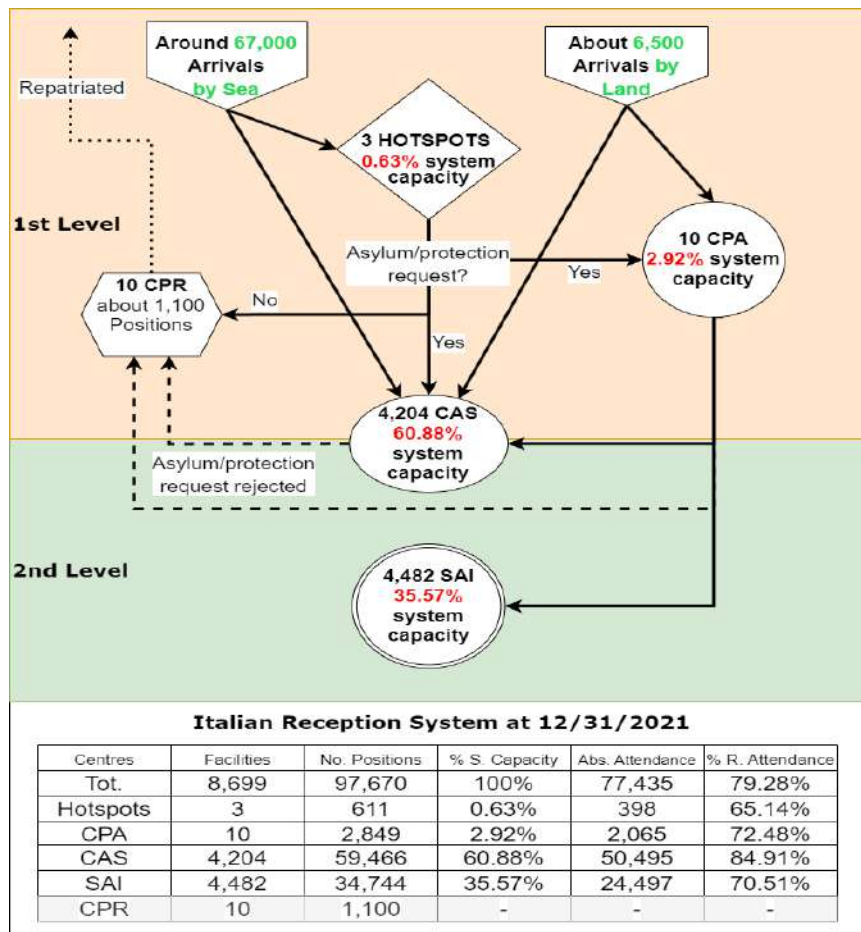 Around 67,000
Arrivals
by Sea
About 6,500
Arrivals by
Land
Repatriated
3 HOTSPOTS
0.63% system
capacity
1st Level
Asylum/protection
request?
Yes
10 CPA
2.92% system
capacity
10 CPR
about 1,100
Positions
No
Yes
4,204 CAS
60.88%
system
capacity
Asylum/protection
request rejected
2nd Level
4,482 SAI
35.57%
system
capacity
Italian Reception System at 12/31/2021
Centres Facilities No. Positions % S. Capacity Abs. Attendance % R. Attendance
Tot. 8,699 97,670 100% 77,435 79.28%
Hotspots 3 611 0.63% 398 65.14%
CPA 10 2,849 2.92% 2,065 72.48%
CAS 4,204 59,466 60.88% 50,495 84.91%
SAI 4,482 34,744 35.57% 24,497 70.51%
CPR 10 1,100 - - -